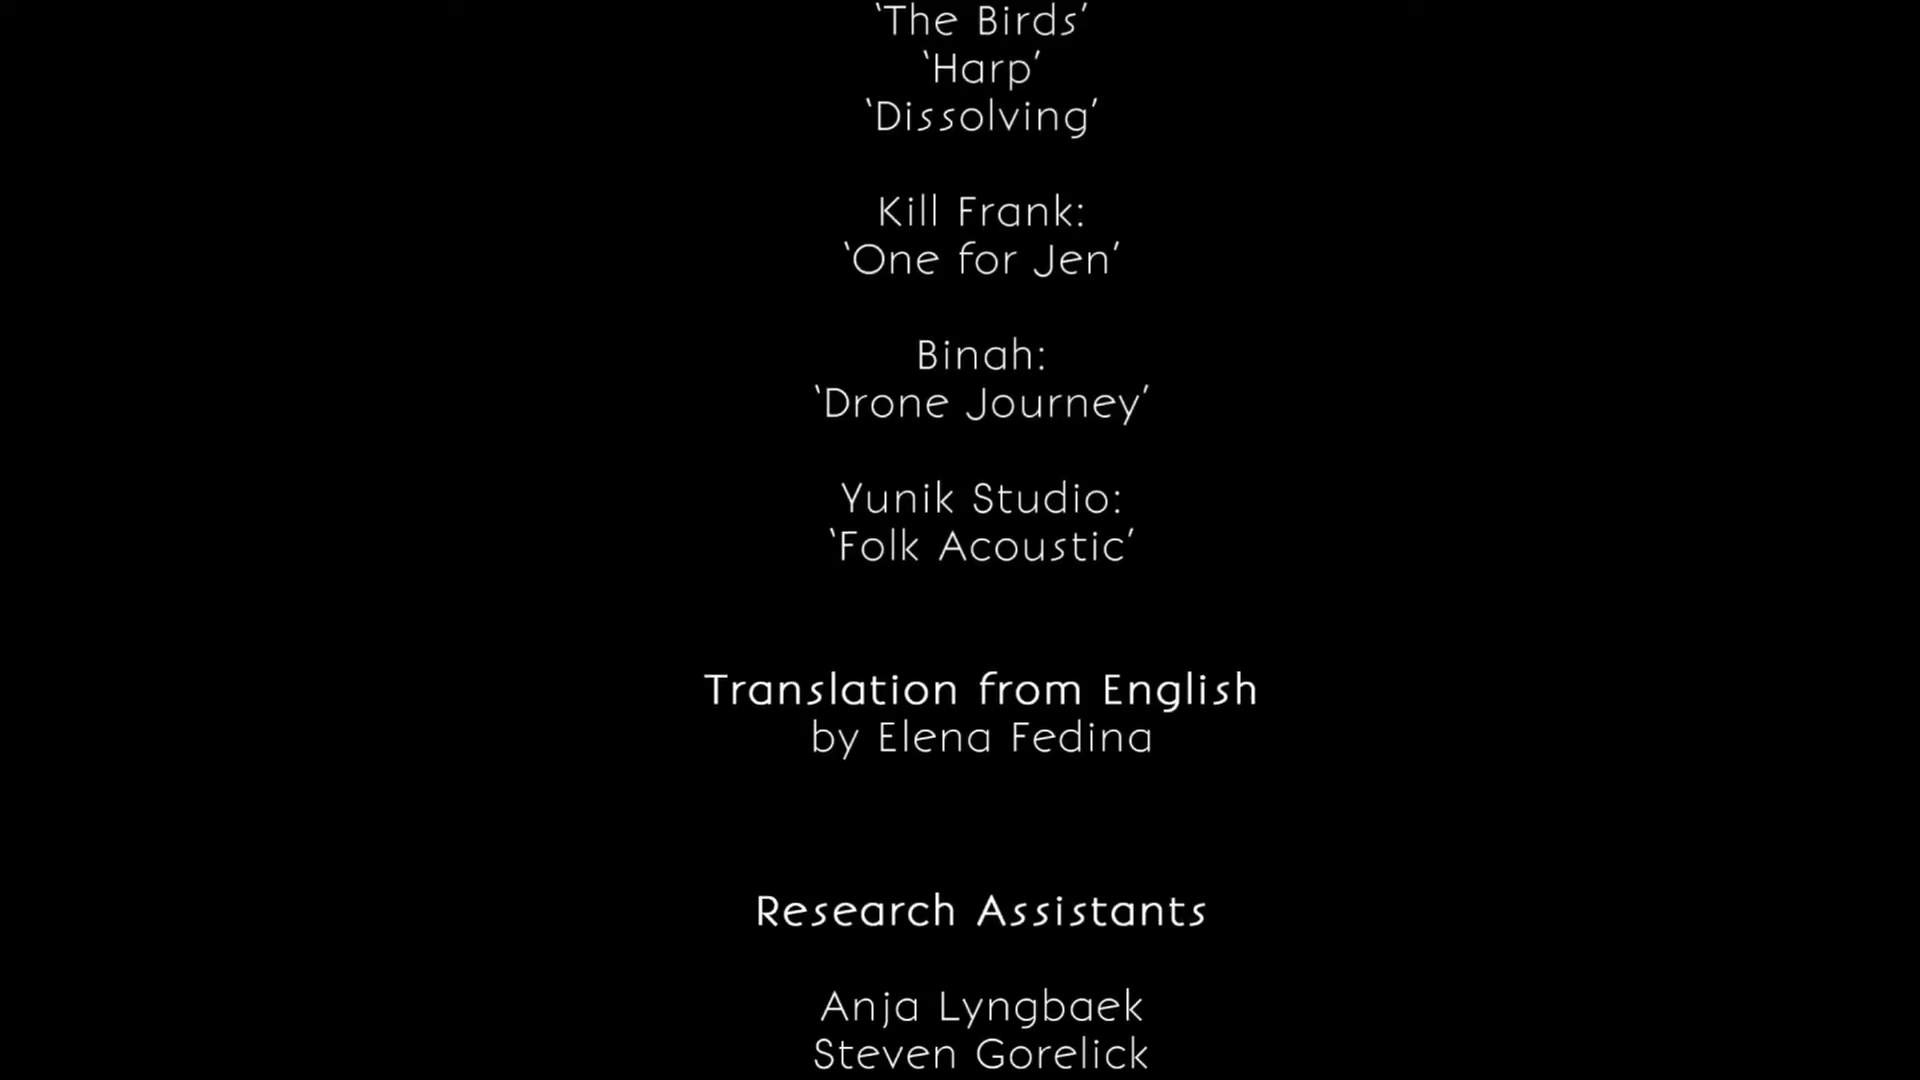 ‘The Birds’
‘Harp’
‘Dissolving’
Kill Frank:
‘One for Jen’
Binah:
‘Drone Journey’
Yunik Studio:
‘Folk Acoustic’
Translation from English
by Elena Fedina
Research Assistants
Anja Lyngbaek
Steven Gorelick